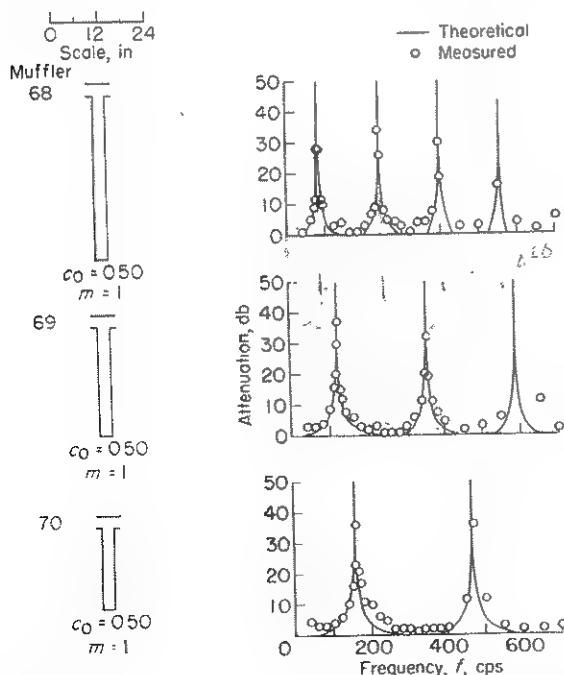 0 12 24
Scale, in
Theoretical
Measured
Muffler
68
50
40
30
20
10
0
c₀ = 0.50
m = 1
69
50
40
30
20
10
0
Attenuation, db
c₀ = 0.50
m = 1
70
50
40
30
20
10
0
200 400 600
Frequency, f, cps
c₀ = 0.50
m = 1